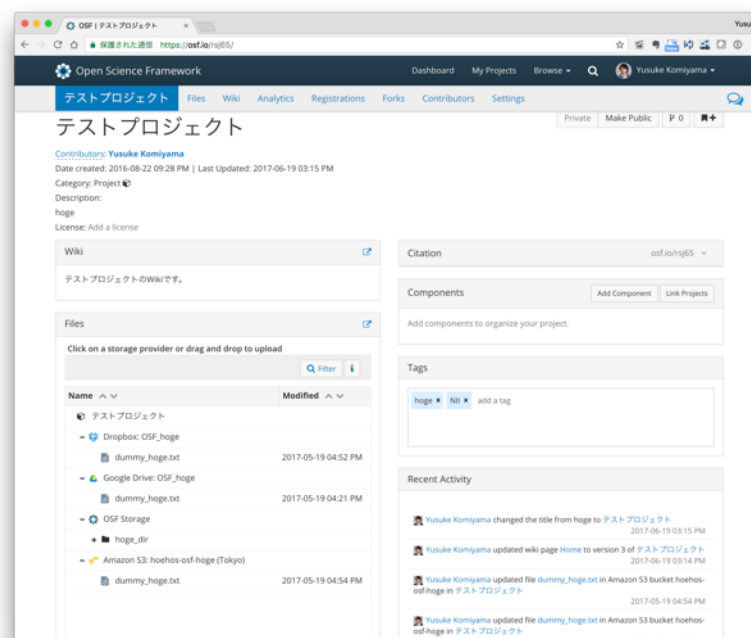 OSF | テストプロジェクト
Yusu
保護された通信 https://osf.io/rsj65/
Open Science Framework
Dashboard My Projects Browse Yusuke Komiyama
テストプロジェクト Files Wiki Analytics Registrations Forks Contributors Settings
テストプロジェクト
Private Make Public 0
Contributors: Yusuke Komiyama
Date created: 2016-08-22 09:28 PM | Last Updated: 2017-06-19 03:15 PM
Category: Project
Description:
hoge
License: Add a license
Wiki
テストプロジェクトのWikiです。
Files
Click on a storage provider or drag and drop to upload
Filter i
Name Modified
テストプロジェクト
Dropbox: OSF_hoge
dummy_hoge.txt 2017-05-19 04:52 PM
Google Drive: OSF_hoge
dummy_hoge.txt 2017-05-19 04:21 PM
OSF Storage
hoge_dir
Amazon S3: hoehos-osf-hoge (Tokyo)
dummy_hoge.txt 2017-05-19 04:54 PM
Citation osf.io/rsj65
Components Add Component Link Projects
Add components to organize your project.
Tags
hoge × NII × add a tag
Recent Activity
Yusuke Komiyama changed the title from hoge to テストプロジェクト
2017-06-19 03:15 PM
Yusuke Komiyama updated wiki page Home to version 3 of テストプロジェクト
2017-06-19 03:14 PM
Yusuke Komiyama updated file dummy_hoge.txt in Amazon S3 bucket hoehos-
osf-hoge in テストプロジェクト
2017-05-19 04:54 PM
Yusuke Komiyama updated file dummy_hoge.txt in Amazon S3 bucket hoehos-
osf-hoge in テストプロジェクト